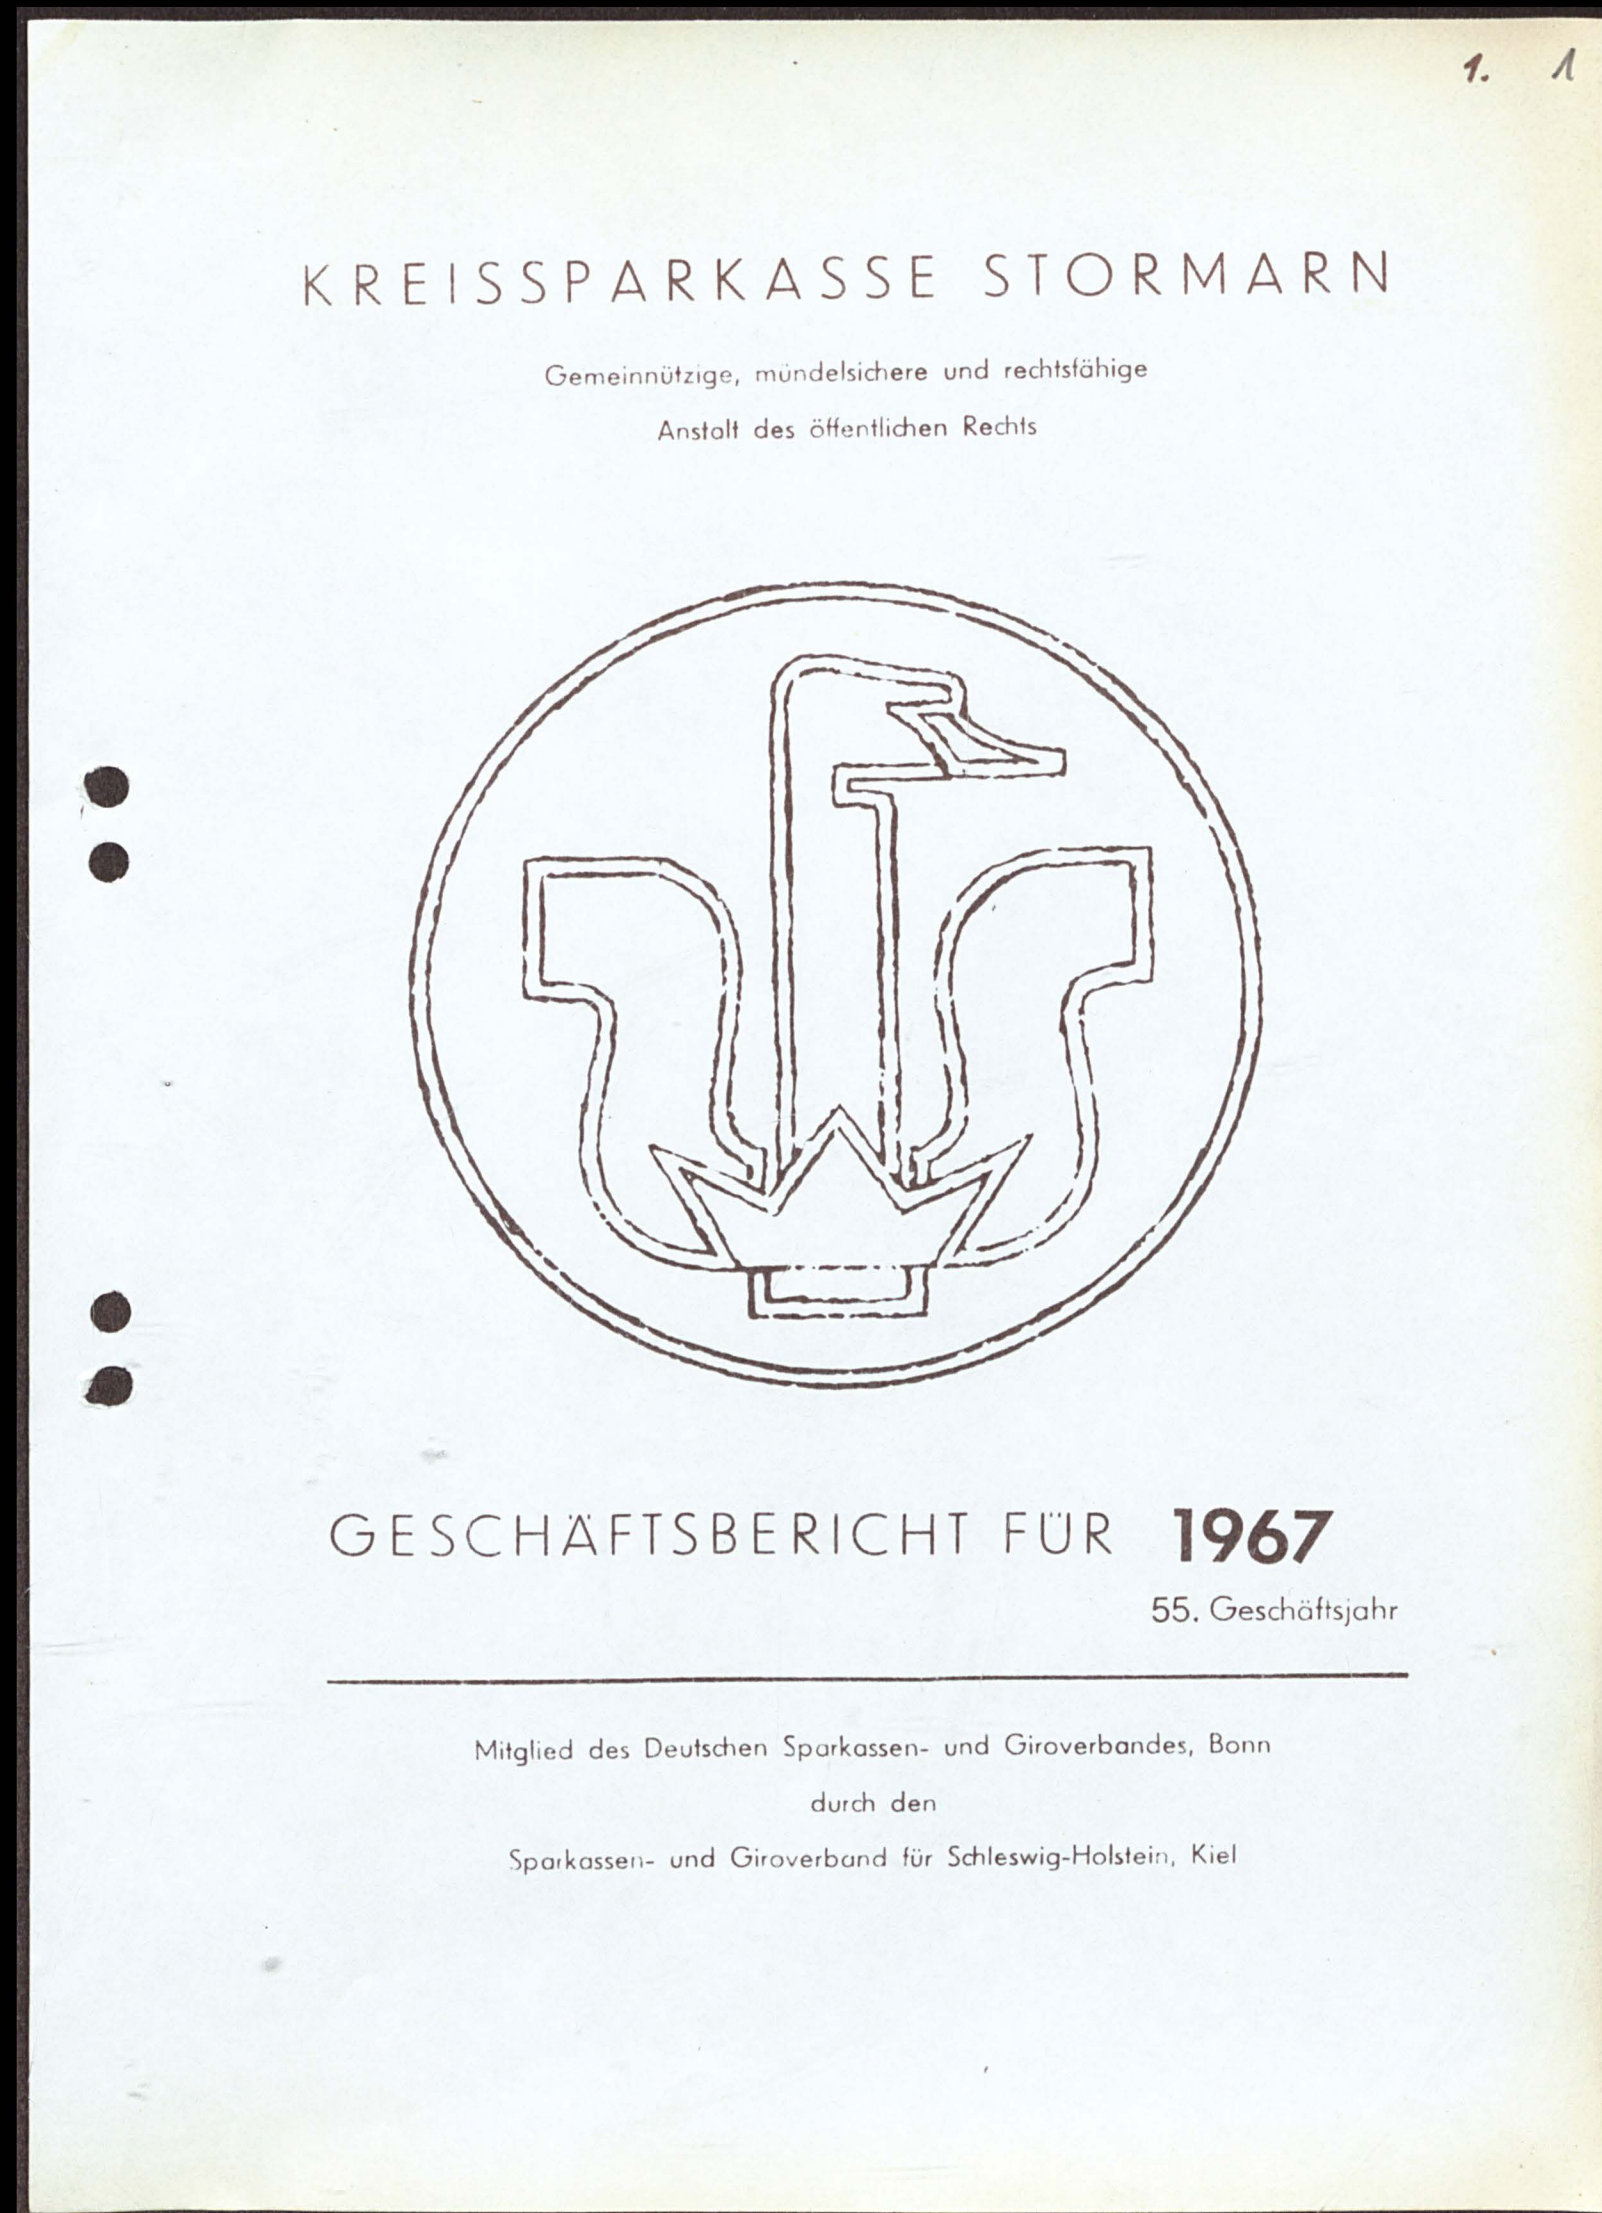 1. 1
KREISSPARKASSE STORMARN
Gemeinnützige, mündelsichere und rechtsfähige
Anstalt des öffentlichen Rechts
GESCHÄFTSBERICHT FÜR 1967
55. Geschäftsjahr
Mitglied des Deutschen Sparkassen- und Giroverbandes, Bonn
durch den
Sparkassen- und Giroverband für Schleswig-Holstein, Kiel